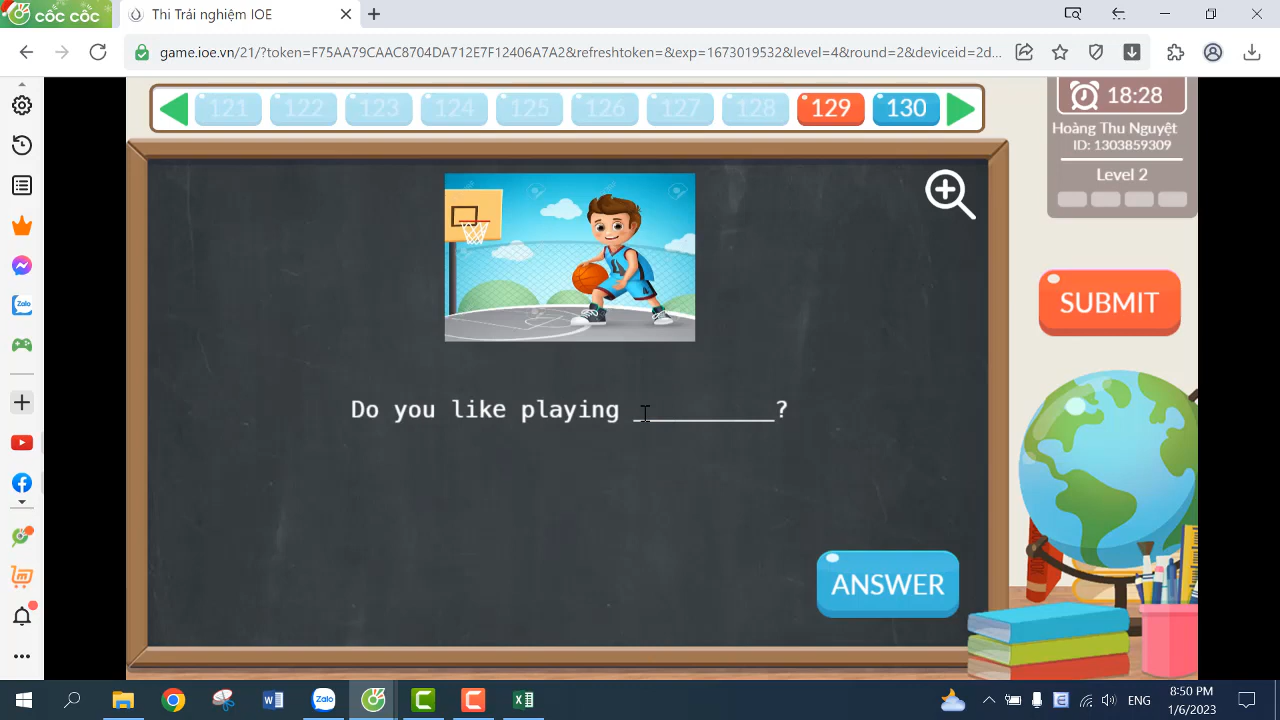 cốc cốc
Thi Trải nghiệm IOE
game.ioe.vn/21/?token=F75AA79CAAC8704DA712E7F12406A7A2&refreshtoken=&exp=1673019532&level=4&round=2&deviceid=2d...
121 122 123 124 125 126 127 128 129 130
18:28
Hoàng Thu Nguyệt
ID: 1303859309
Level 2
SUBMIT
Do you like playing __________?
ANSWER
Zalo
ENG
8:50 PM
1/6/2023